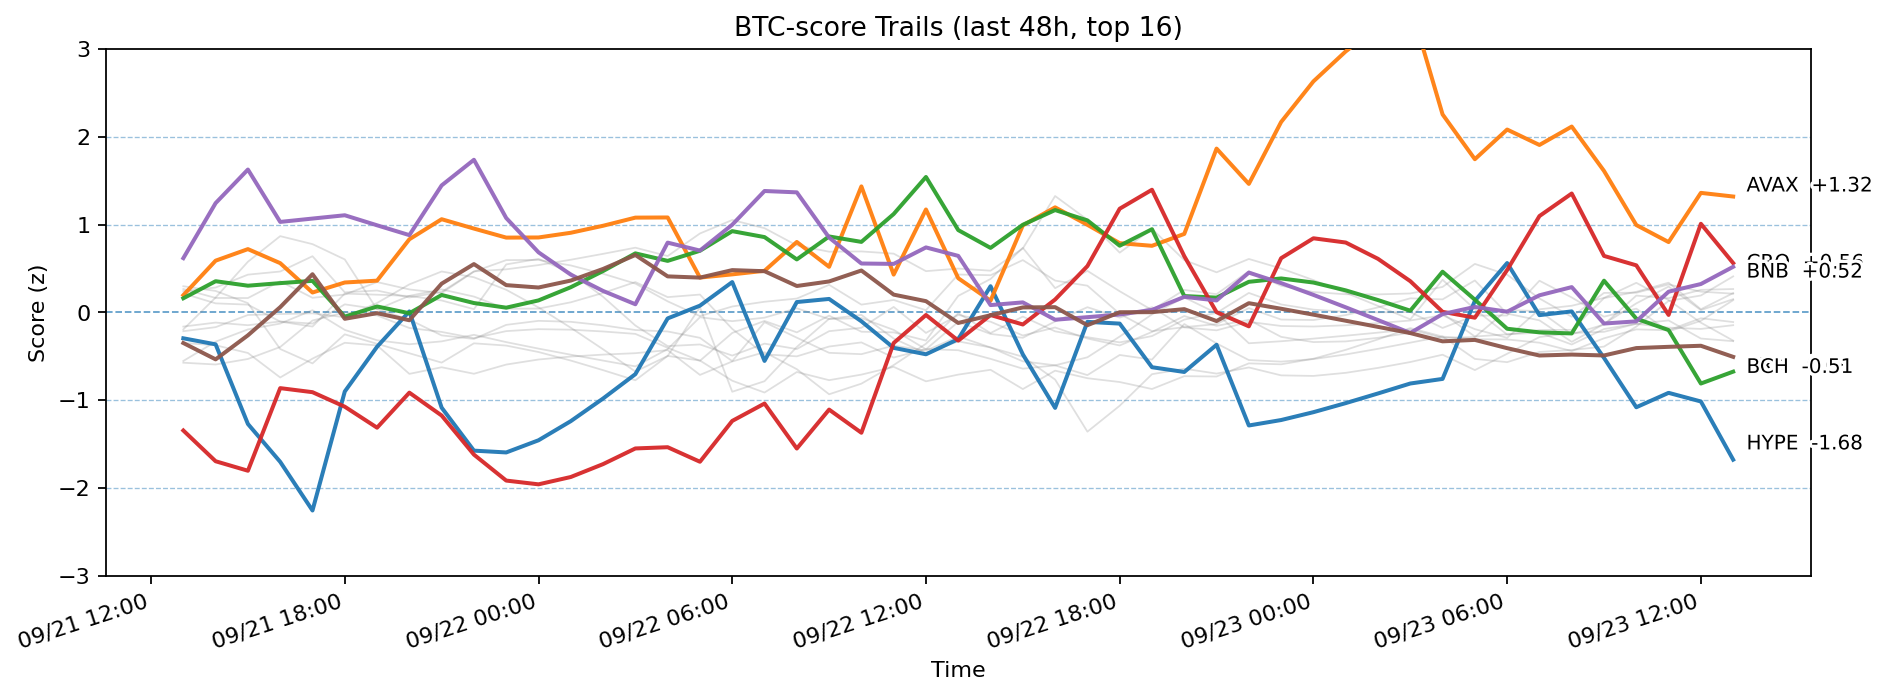 BTC-score Trails (last 48h, top 16)
Score (z)
3
2
1
0
−1
−2
−3
AVAX +1.32
BNB +0.52
-0.51
HYPE -1.68
09/21 12:00
09/21 18:00
09/22 00:00
09/22 06:00
09/22 12:00
09/22 18:00
09/23 00:00
09/23 06:00
09/23 12:00
Time